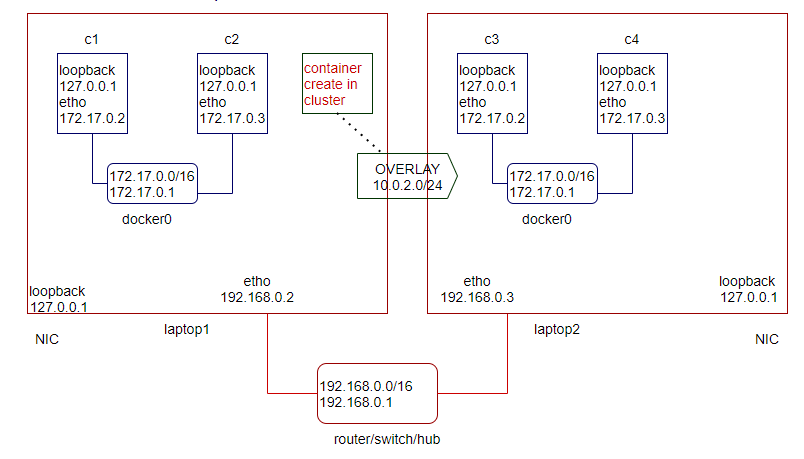 c1
c2
c3
c4
loopback
127.0.0.1
etho
172.17.0.2
loopback
127.0.0.1
etho
172.17.0.3
container
create in
cluster
loopback
127.0.0.1
etho
172.17.0.2
loopback
127.0.0.1
etho
172.17.0.3
OVERLAY
10.0.2.0/24
172.17.0.0/16
172.17.0.1
docker0
172.17.0.0/16
172.17.0.1
docker0
loopback
127.0.0.1
etho
192.168.0.2
etho
192.168.0.3
loopback
127.0.0.1
NIC
laptop1
laptop2
NIC
192.168.0.0/16
192.168.0.1
router/switch/hub